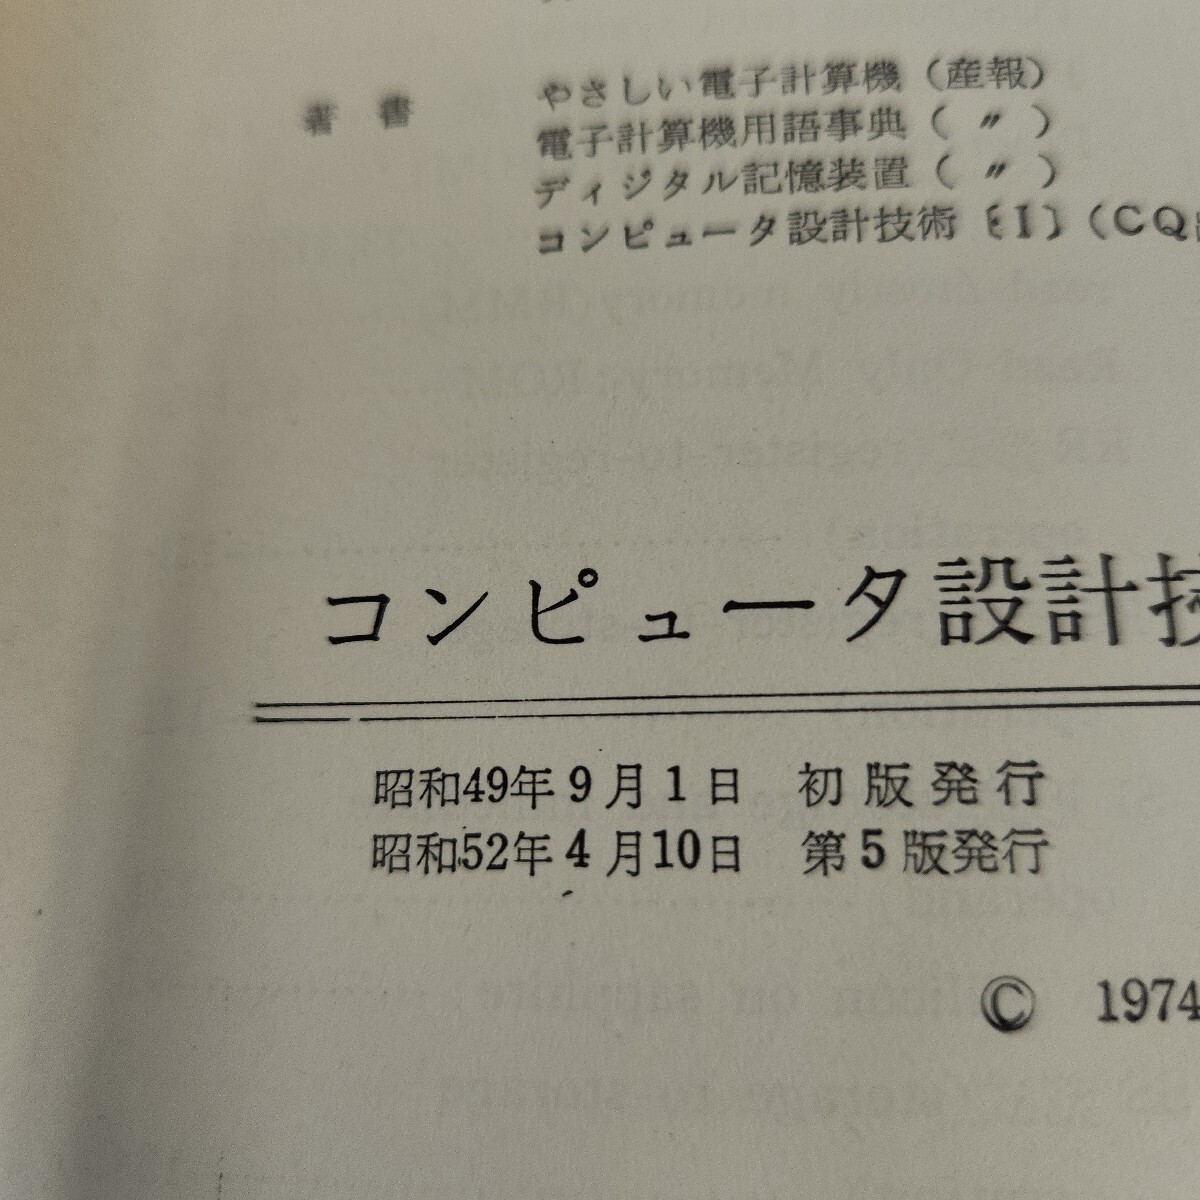 著書 やさしい電子計算機（産報）
電子計算機用語事典（ 〃 ）
ディジタル記憶装置（ 〃 ）
コンピュータ設計技術〔I〕（CQ
コンピュータ設計技
昭和49年9月1日 初版発行
昭和52年4月10日 第5版発行
© 1974